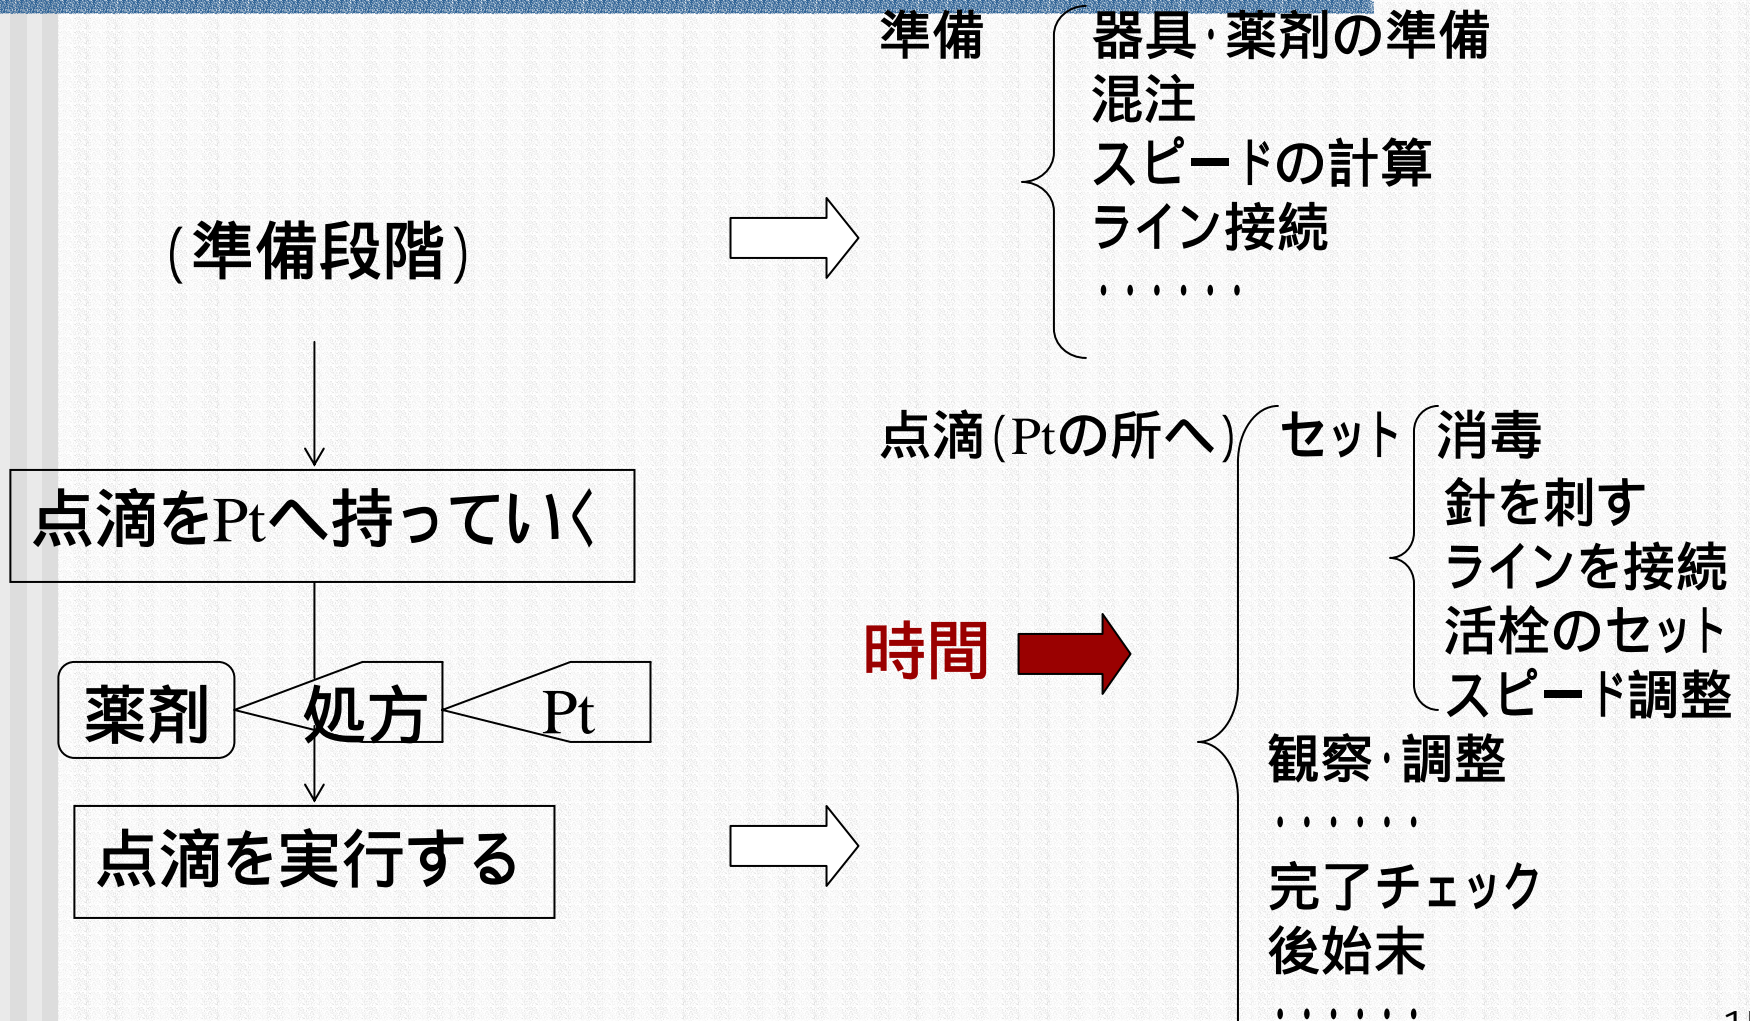 準備
器具・薬剤の準備
混注
スピードの計算
ライン接続
・・・・・・
(準備段階)
点滴をPtへ持っていく
薬剤
処方
Pt
点滴を実行する
点滴(Ptの所へ)
セット
消毒
針を刺す
ラインを接続
活栓のセット
スピード調整
時間
観察・調整
・・・・・・
完了チェック
後始末
・・・・・・